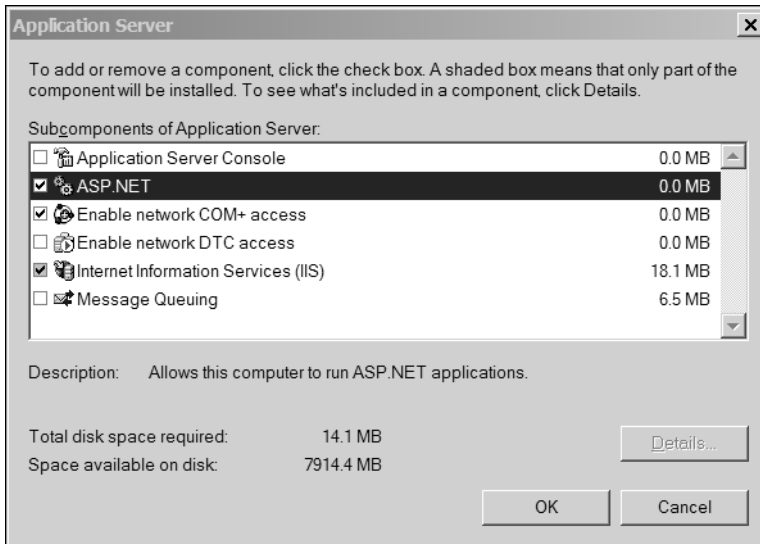 Application Server
To add or remove a component, click the check box. A shaded box means that only part of the
component will be installed. To see what's included in a component, click Details.
Subcomponents of Application Server:
Application Server Console 0.0 MB
ASP.NET 0.0 MB
Enable network COM+ access 0.0 MB
Enable network DTC access 0.0 MB
Internet Information Services (IIS) 18.1 MB
Message Queuing 6.5 MB
Description: Allows this computer to run ASP.NET applications.
Total disk space required: 14.1 MB
Details...
Space available on disk: 7914.4 MB
OK Cancel